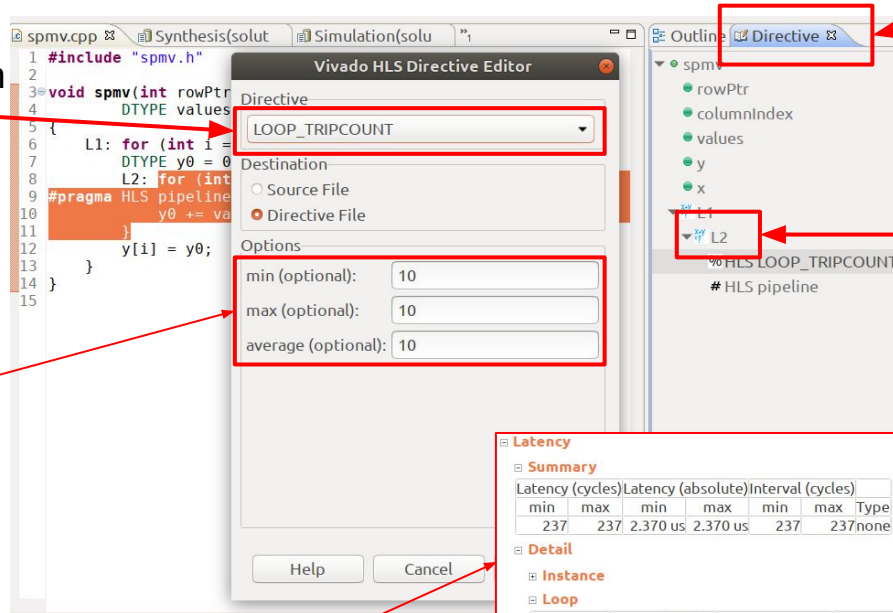 spmv.cpp Synthesis(solut Simulation(solu "1
1 #include "spmv.h"
2
3 void spmv(int rowPtr
4 DTYPE values
5 {
6 L1: for (int i =
7 DTYPE y0 = 0
8 L2: for (int
9 #pragma HLS pipeline
10 y0 += va
11 }
12 y[i] = y0;
13 }
14 }
15
Vivado HLS Directive Editor
Directive
LOOP_TRIPCOUNT
Destination
Source File
Directive File
Options
min (optional): 10
max (optional): 10
average (optional): 10
Help Cancel
Outline Directive
spmv
rowPtr
columnIndex
values
y
x
L1
L2
% HLS LOOP_TRIPCOUNT
# HLS pipeline
Latency
Summary
Latency (cycles) Latency (absolute) Interval (cycles)
min max min max min max Type
237 237 2.370 us 2.370 us 237 237 none
Detail
Instance
Loop